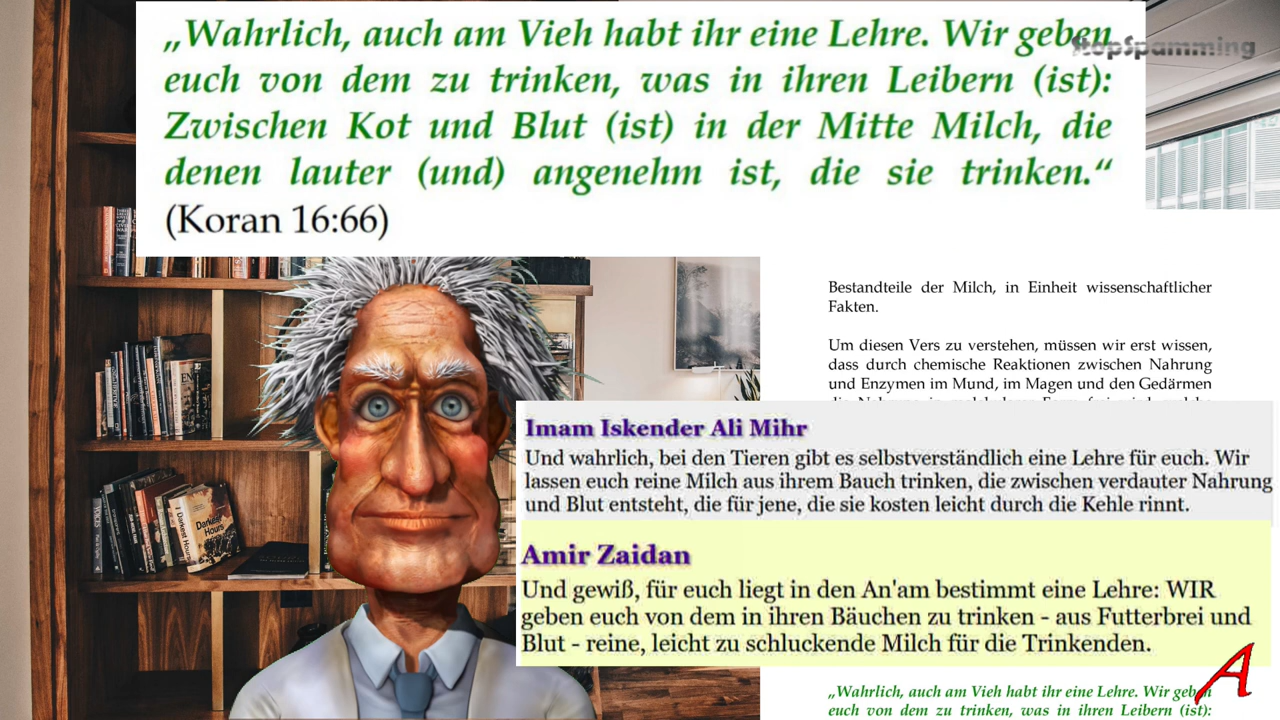 „Wahrlich, auch am Vieh habt ihr eine Lehre. Wir geben
StopSpamming
euch von dem zu trinken, was in ihren Leibern (ist):
Zwischen Kot und Blut (ist) in der Mitte Milch, die
denen lauter (und) angenehm ist, die sie trinken.“
(Koran 16:66)
Bestandteile der Milch, in Einheit wissenschaftlicher
Fakten.
Um diesen Vers zu verstehen, müssen wir erst wissen,
dass durch chemische Reaktionen zwischen Nahrung
und Enzymen im Mund, im Magen und den Gedärmen
Imam Iskender Ali Mihr
Und wahrlich, bei den Tieren gibt es selbstverständlich eine Lehre für euch. Wir
lassen euch reine Milch aus ihrem Bauch trinken, die zwischen verdauter Nahrung
und Blut entsteht, die für jene, die sie kosten leicht durch die Kehle rinnt.
Amir Zaidan
Und gewiß, für euch liegt in den An'am bestimmt eine Lehre: WIR
geben euch von dem in ihren Bäuchen zu trinken - aus Futterbrei und
Blut - reine, leicht zu schluckende Milch für die Trinkenden.
A
„Wahrlich, auch am Vieh habt ihr eine Lehre. Wir geben
euch von dem zu trinken, was in ihren Leibern (ist):
Darkest
Hours